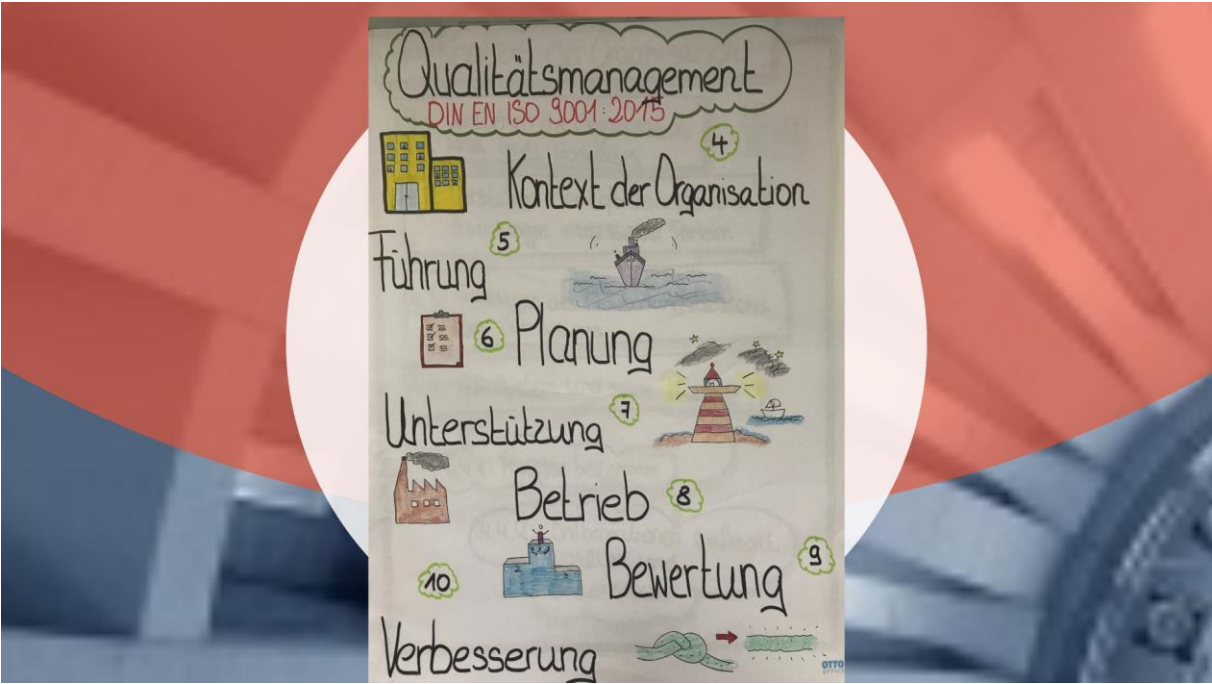 Qualitätsmanagement
DIN EN ISO 9001:2015
4
Kontext der Organisation
5
Führung
6 Planung
7
Unterstützung
Betrieb 8
9
Bewertung
10
Verbesserung
OTTO
OFFICE